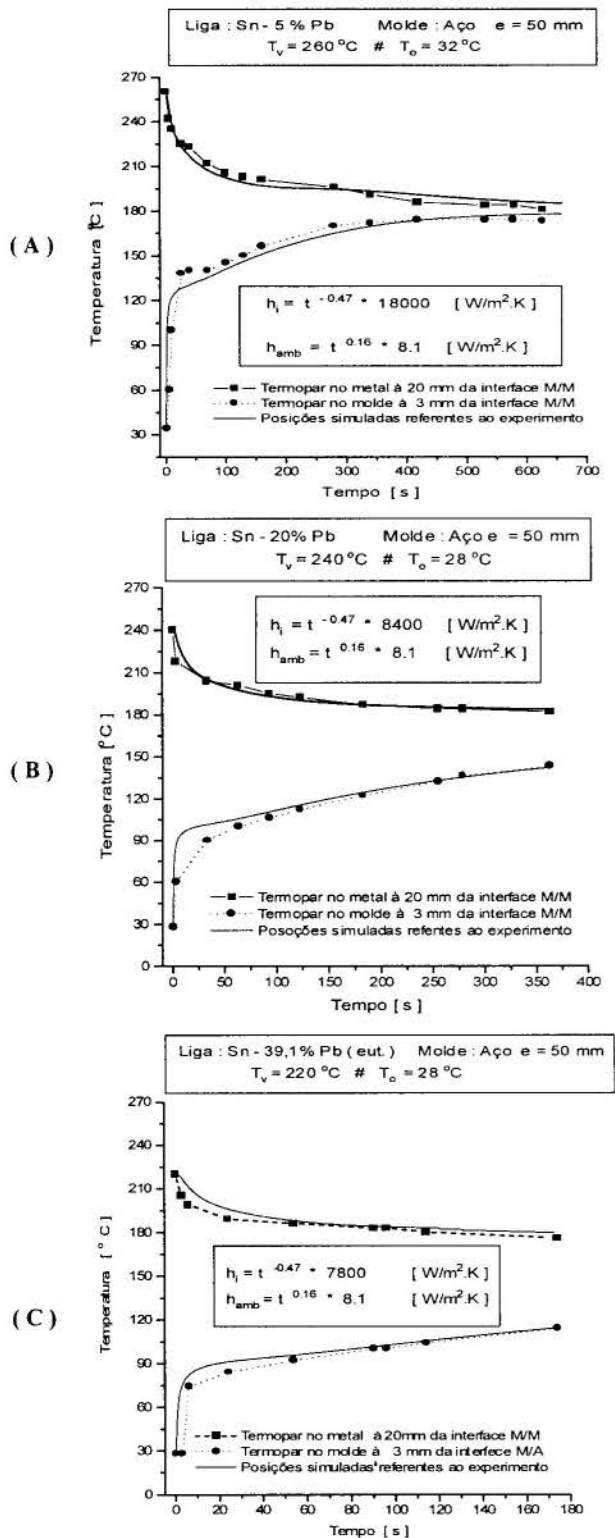 Liga : Sn - 5 % Pb Molde : Aço e = 50 mm
Tv = 260 °C # To = 32 °C
( A )
Temperatura [°C]
270
240
210
180
150
120
90
60
30
hi = t -0.47 * 18000 [ W/m².K ]
hamb = t 0.16 * 8.1 [ W/m².K ]
Termopar no metal à 20 mm da interface M/M
Termopar no molde à 3 mm da interface M/M
Posições simuladas referentes ao experimento
0 100 200 300 400 500 600 700
Tempo [ s ]
Liga : Sn - 20% Pb Molde : Aço e = 50 mm
Tv = 240 °C # To = 28 °C
( B )
Temperatura [°C]
270
240
210
180
150
120
90
60
30
0
hi = t -0.47 * 8400 [ W/m².K ]
hamb = t 0.16 * 8.1 [ W/m².K ]
Termopar no metal à 20 mm da interface M/M
Termopar no molde à 3 mm da interface M/M
Posoções simuladas refentes ao experimento
0 50 100 150 200 250 300 350 400
Tempo [ s ]
Liga : Sn - 39,1% Pb ( eut. ) Molde : Aço e = 50 mm
Tv = 220 °C # To = 28 °C
( C )
Temperatura [ °C ]
270
240
210
180
150
120
90
60
30
0
hi = t -0.47 * 7800 [ W/m².K ]
hamb = t 0.16 * 8.1 [ W/m².K ]
Termopar no metal à 20mm da interface M/M
Termopar no molde à 3 mm da interfece M/A
Posições simuladas referentes ao experimento
0 20 40 60 80 100 120 140 160 180
Tempo [ s ]